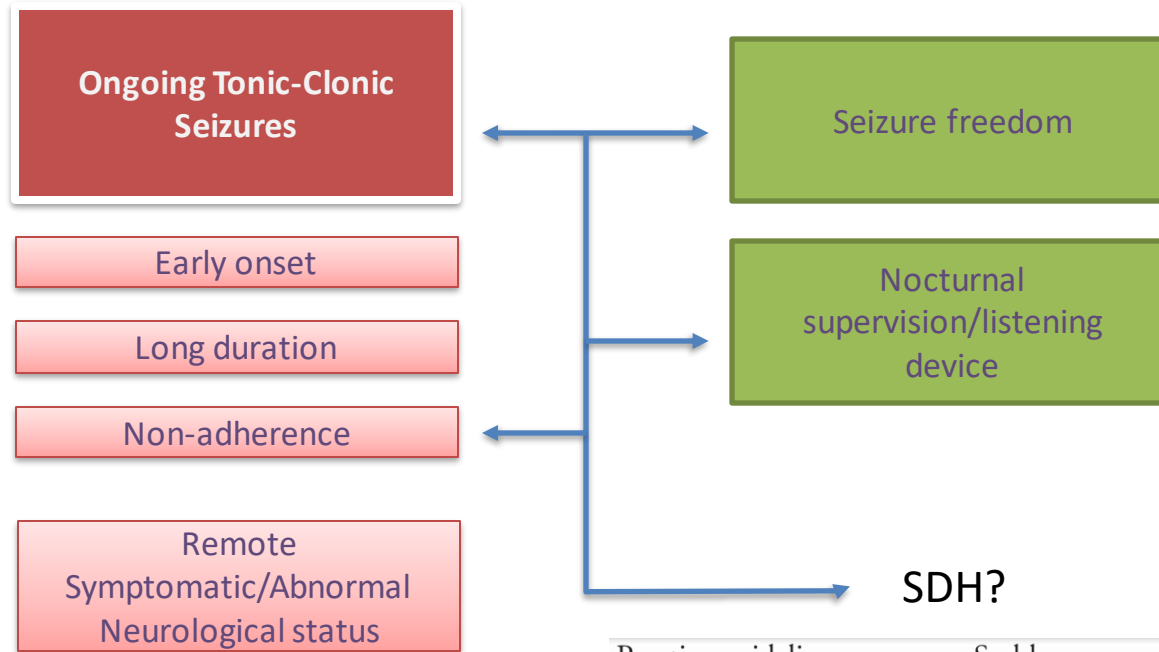 Ongoing Tonic-Clonic
Seizures
Early onset
Long duration
Non-adherence
Remote
Symptomatic/Abnormal
Neurological status
Seizure freedom
Nocturnal
supervision/listening
device
SDH?